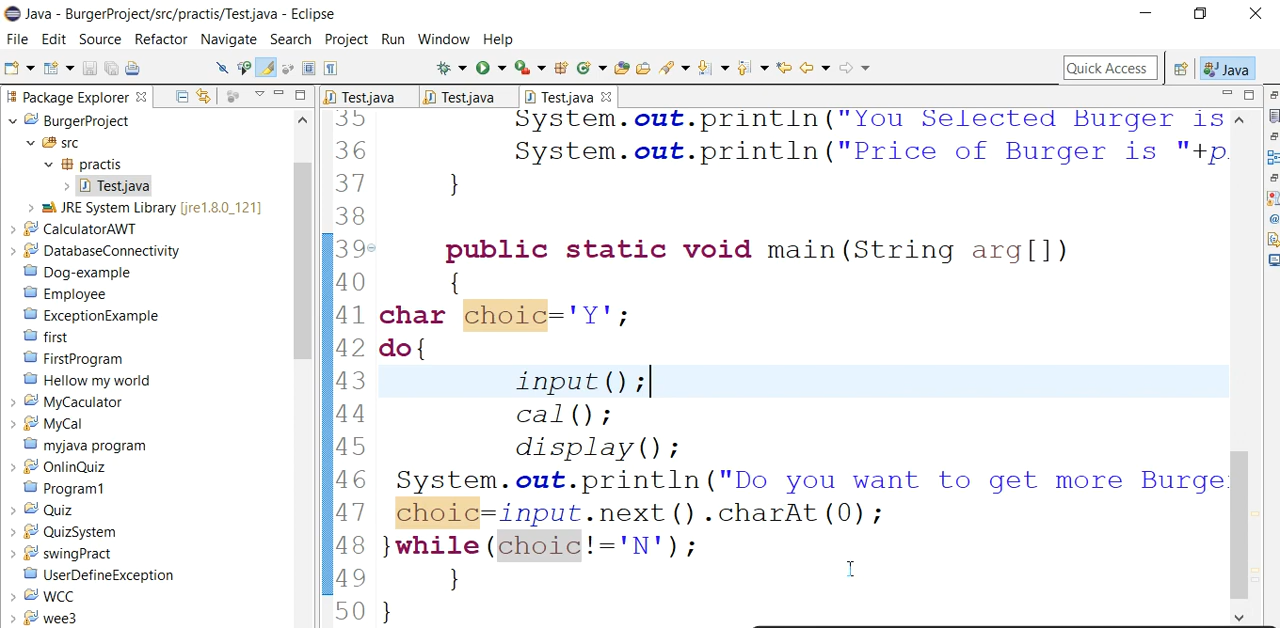 Java - BurgerProject/src/practis/Test.java - Eclipse
File Edit Source Refactor Navigate Search Project Run Window Help
Quick Access
Java
Package Explorer
Test.java
Test.java
Test.java
BurgerProject
src
practis
Test.java
JRE System Library [jre1.8.0_121]
CalculatorAWT
DatabaseConnectivity
Dog-example
Employee
ExceptionExample
first
FirstProgram
Hellow my world
MyCaculator
MyCal
myjava program
OnlinQuiz
Program1
Quiz
QuizSystem
swingPract
UserDefineException
WCC
wee3
35 System.out.println("You Selected Burger is
36 System.out.println("Price of Burger is "+p
37 }
38
39 public static void main(String arg[])
40 {
41 char choic='Y';
42 do{
43 input();
44 cal();
45 display();
46 System.out.println("Do you want to get more Burge
47 choic=input.next().charAt(0);
48 }while(choic!='N');
49 }
50 }